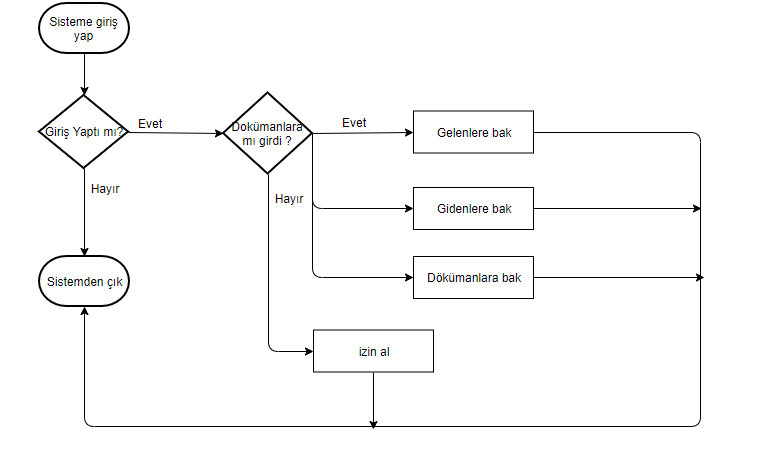 Sisteme giriş
yap
Giriş Yaptı mı?
Evet
Dokümanlara
mı girdi ?
Evet
Gelenlere bak
Hayır
Hayır
Gidenlere bak
Sistemden çık
Dökümanlara bak
izin al